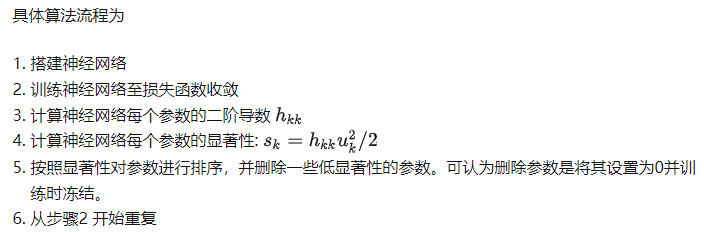 具体算法流程为
1. 搭建神经网络
2. 训练神经网络至损失函数收敛
3. 计算神经网络每个参数的二阶导数 $h_{kk}$
4. 计算神经网络每个参数的显著性: $s_k = h_{kk}u_k^2/2$
5. 按照显著性对参数进行排序，并删除一些低显著性的参数。可认为删除参数是将其设置为0并训
练时冻结。
6. 从步骤2 开始重复